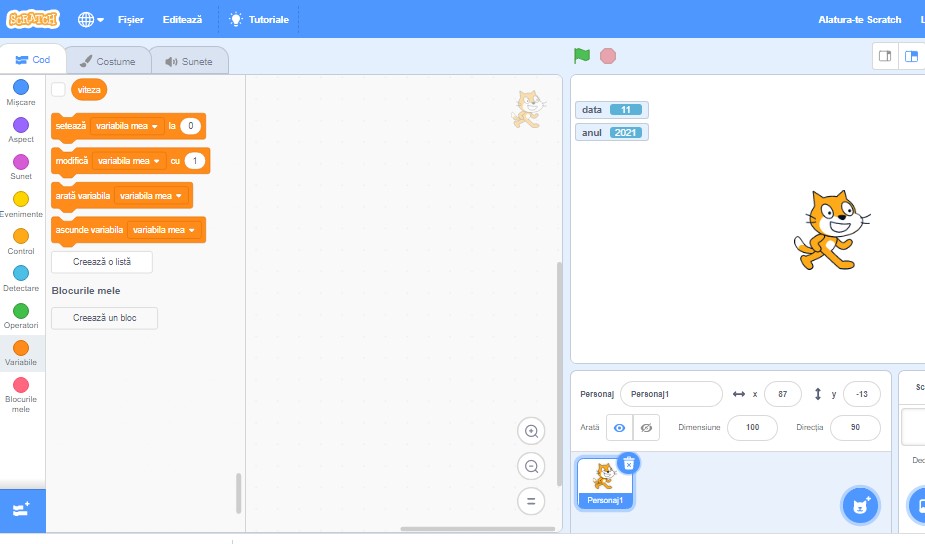 SCRATCH
Fișier
Editează
Tutoriale
Alatura-te Scratch
Cod
Costume
Sunete
Mișcare
Aspect
Sunet
Evenimente
Control
Detectare
Operatori
Variabile
Blocurile
mele
viteza
setează variabila mea la 0
modifică variabila mea cu 1
arată variabila variabila mea
ascunde variabila variabila mea
Creează o listă
Blocurile mele
Creează un bloc
data 11
anul 2021
Personaj Personaj1 x 87 y -13
Arată Dimensiune 100 Direcția 90
Personaj1